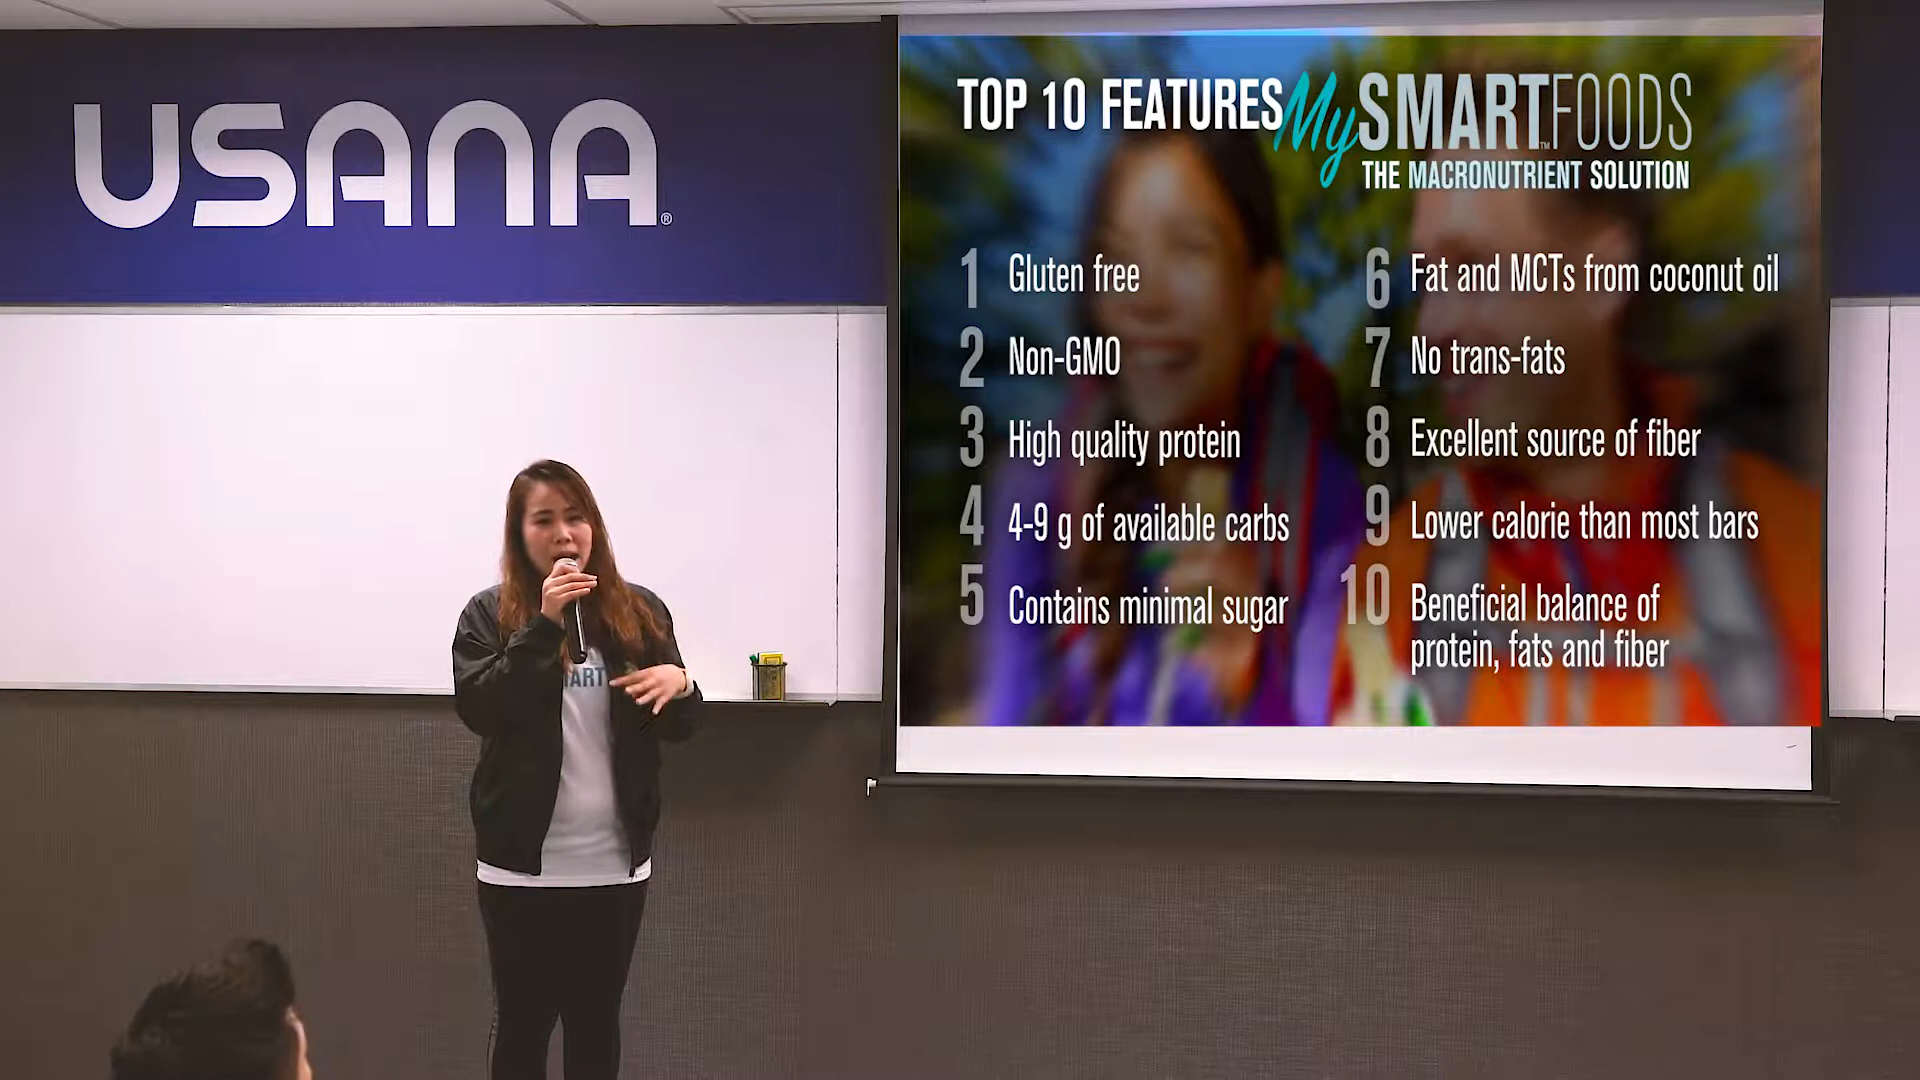 USANA®
TOP 10 FEATURES
MySMART™FOODS
THE MACRONUTRIENT SOLUTION
1 Gluten free
2 Non-GMO
3 High quality protein
4 4-9 g of available carbs
5 Contains minimal sugar
6 Fat and MCTs from coconut oil
7 No trans-fats
8 Excellent source of fiber
9 Lower calorie than most bars
10 Beneficial balance of
protein, fats and fiber